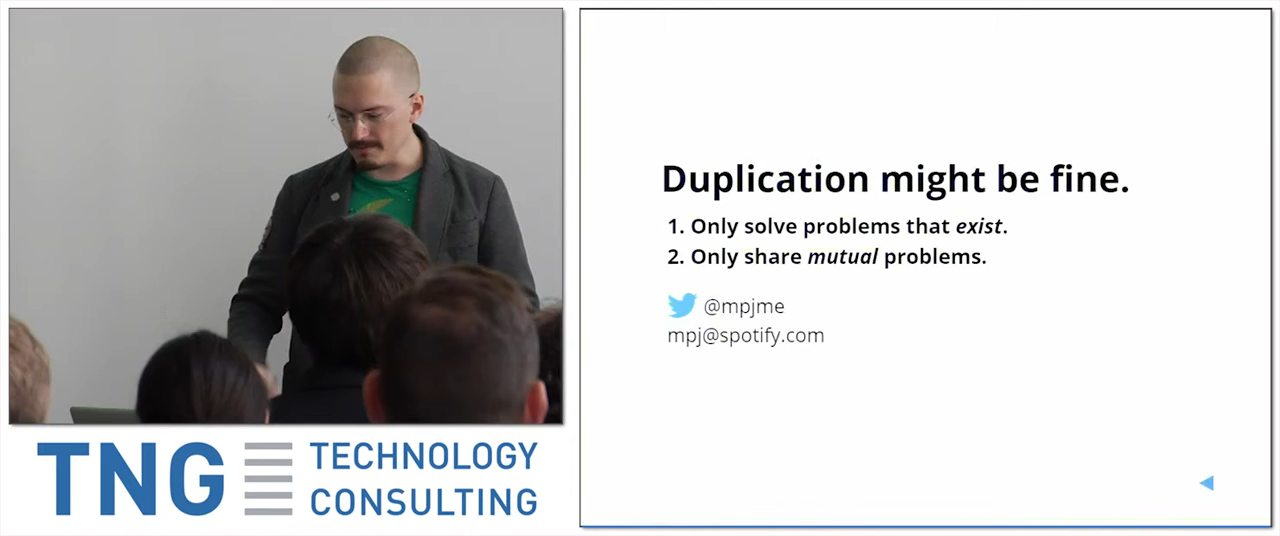 Duplication might be fine.
1. Only solve problems that exist.
2. Only share mutual problems.
@mpjme
mpj@spotify.com
TNG TECHNOLOGY
CONSULTING